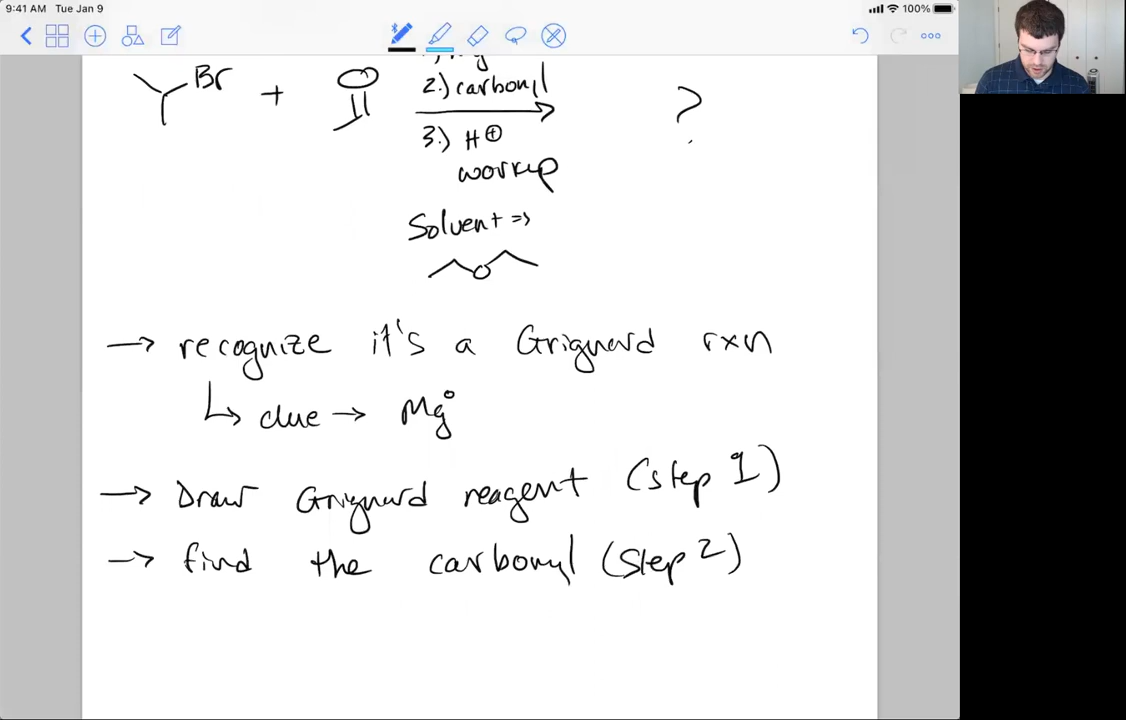 9:41 AM Tue Jan 9
100%
Br
+
O
2.) carbonyl
3.) H⊕
workup
?
Solvent ⇒
O
→ recognize it's a Grignard rxn
↳ clue → Mg°
→ Draw Grignard reagent (step 1)
→ find the carbonyl (step 2)